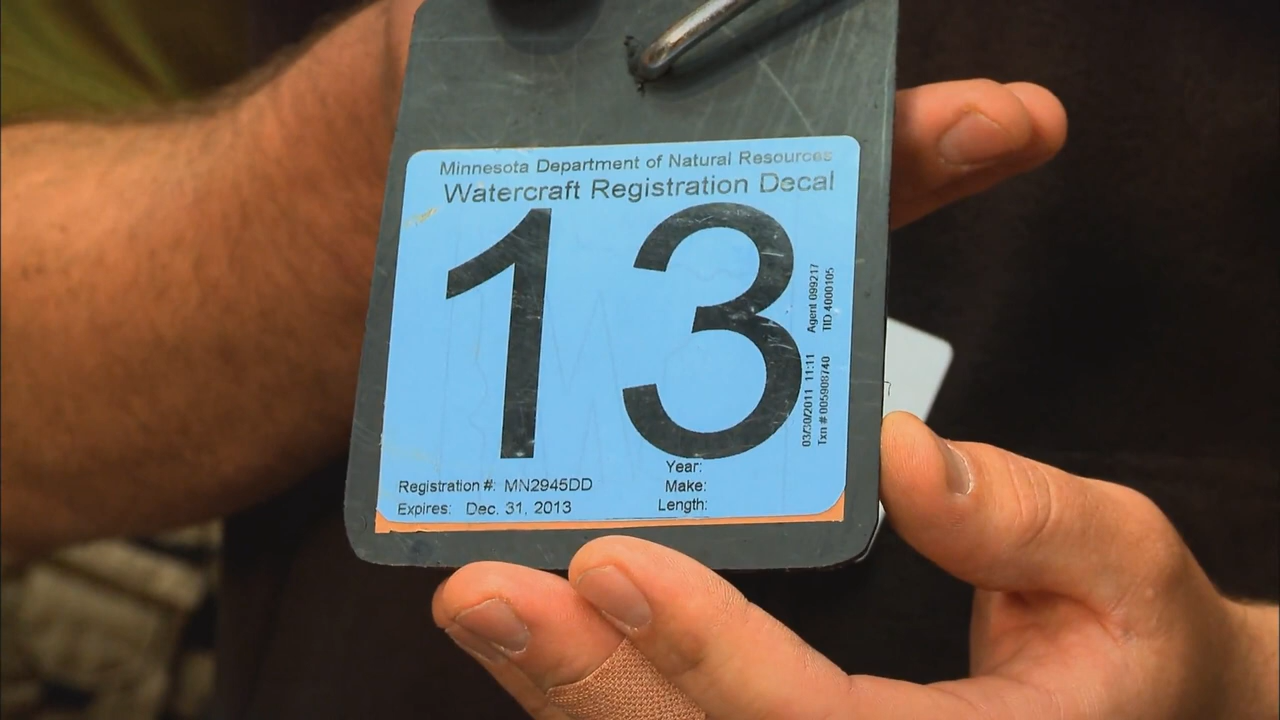 Minnesota Department of Natural Resources
Watercraft Registration Decal
13
Agent 099217
TID 4000105
03/30/2011 11:11
Txn # 005908740
Year:
Registration #: MN2945DD
Make:
Expires: Dec. 31, 2013
Length: